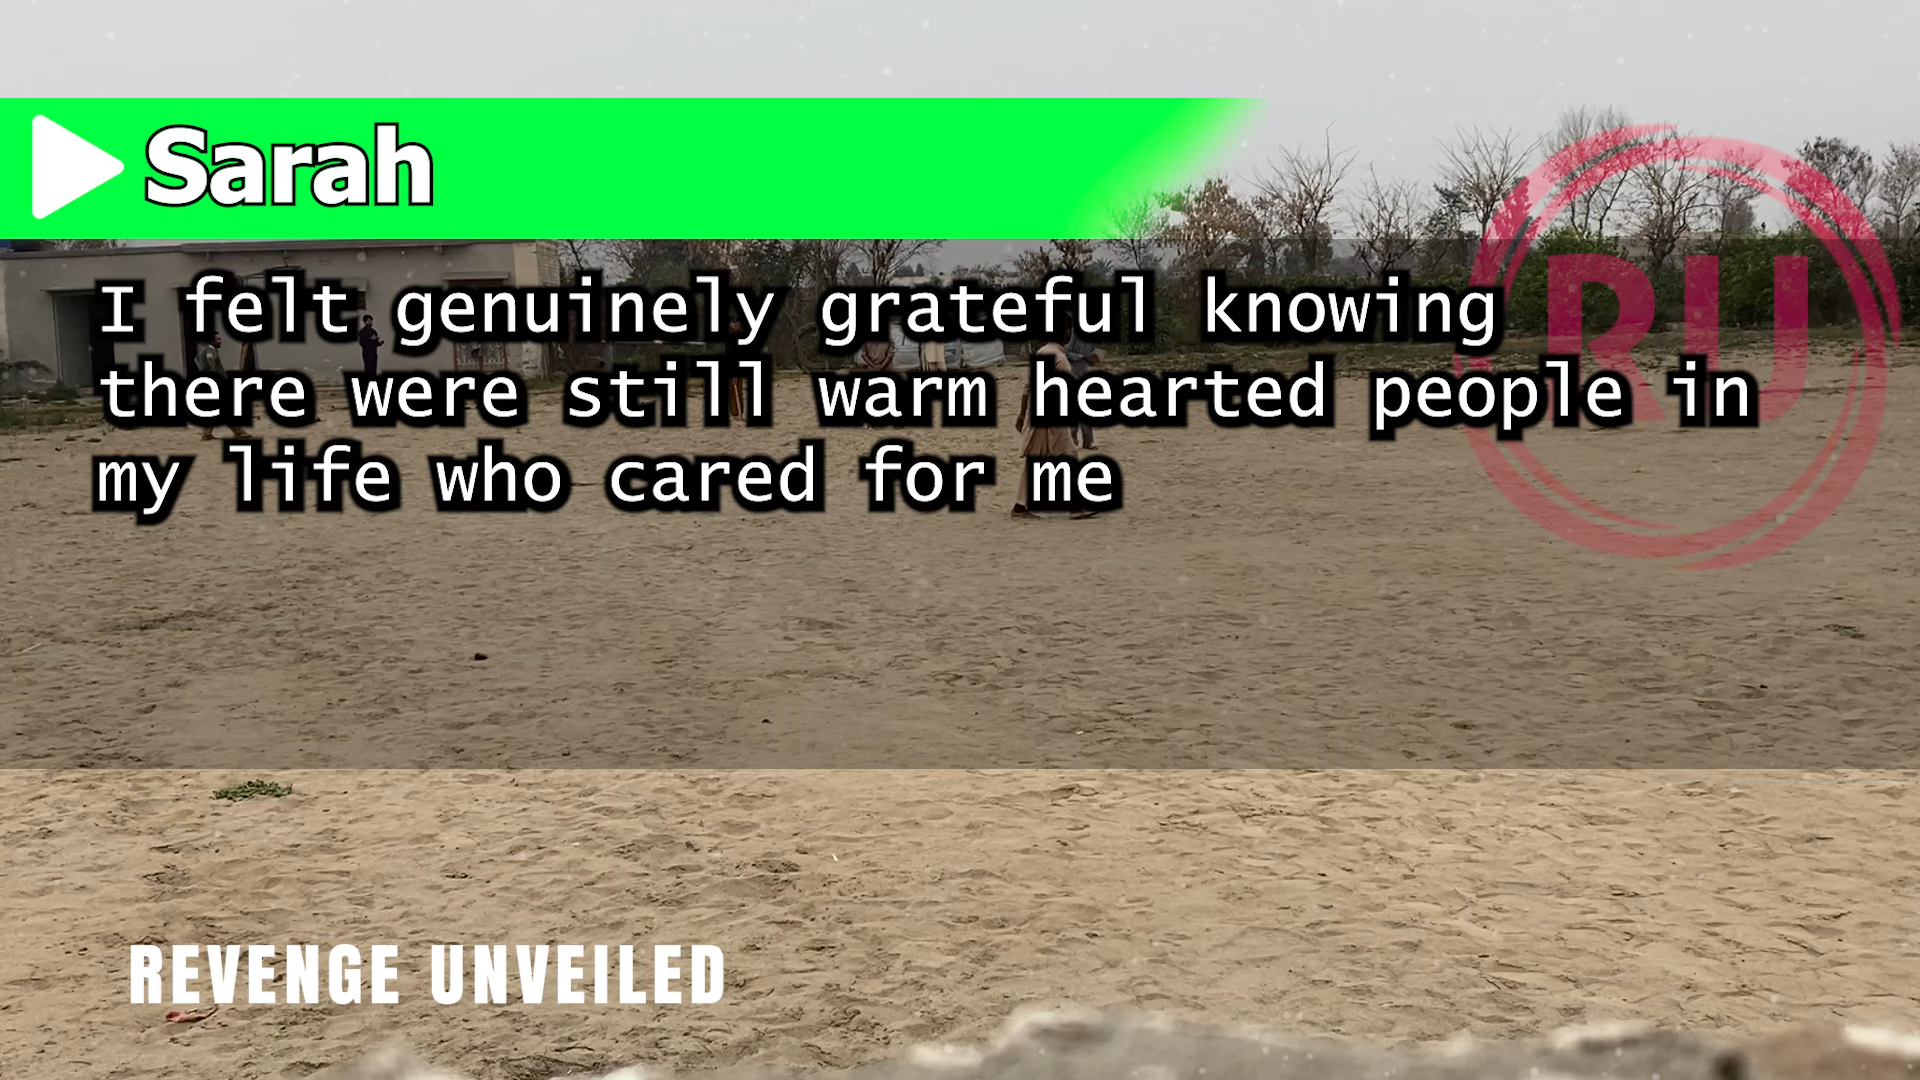 Sarah
RU
I felt genuinely grateful knowing
there were still warm hearted people in
my life who cared for me
REVENGE UNVEILED